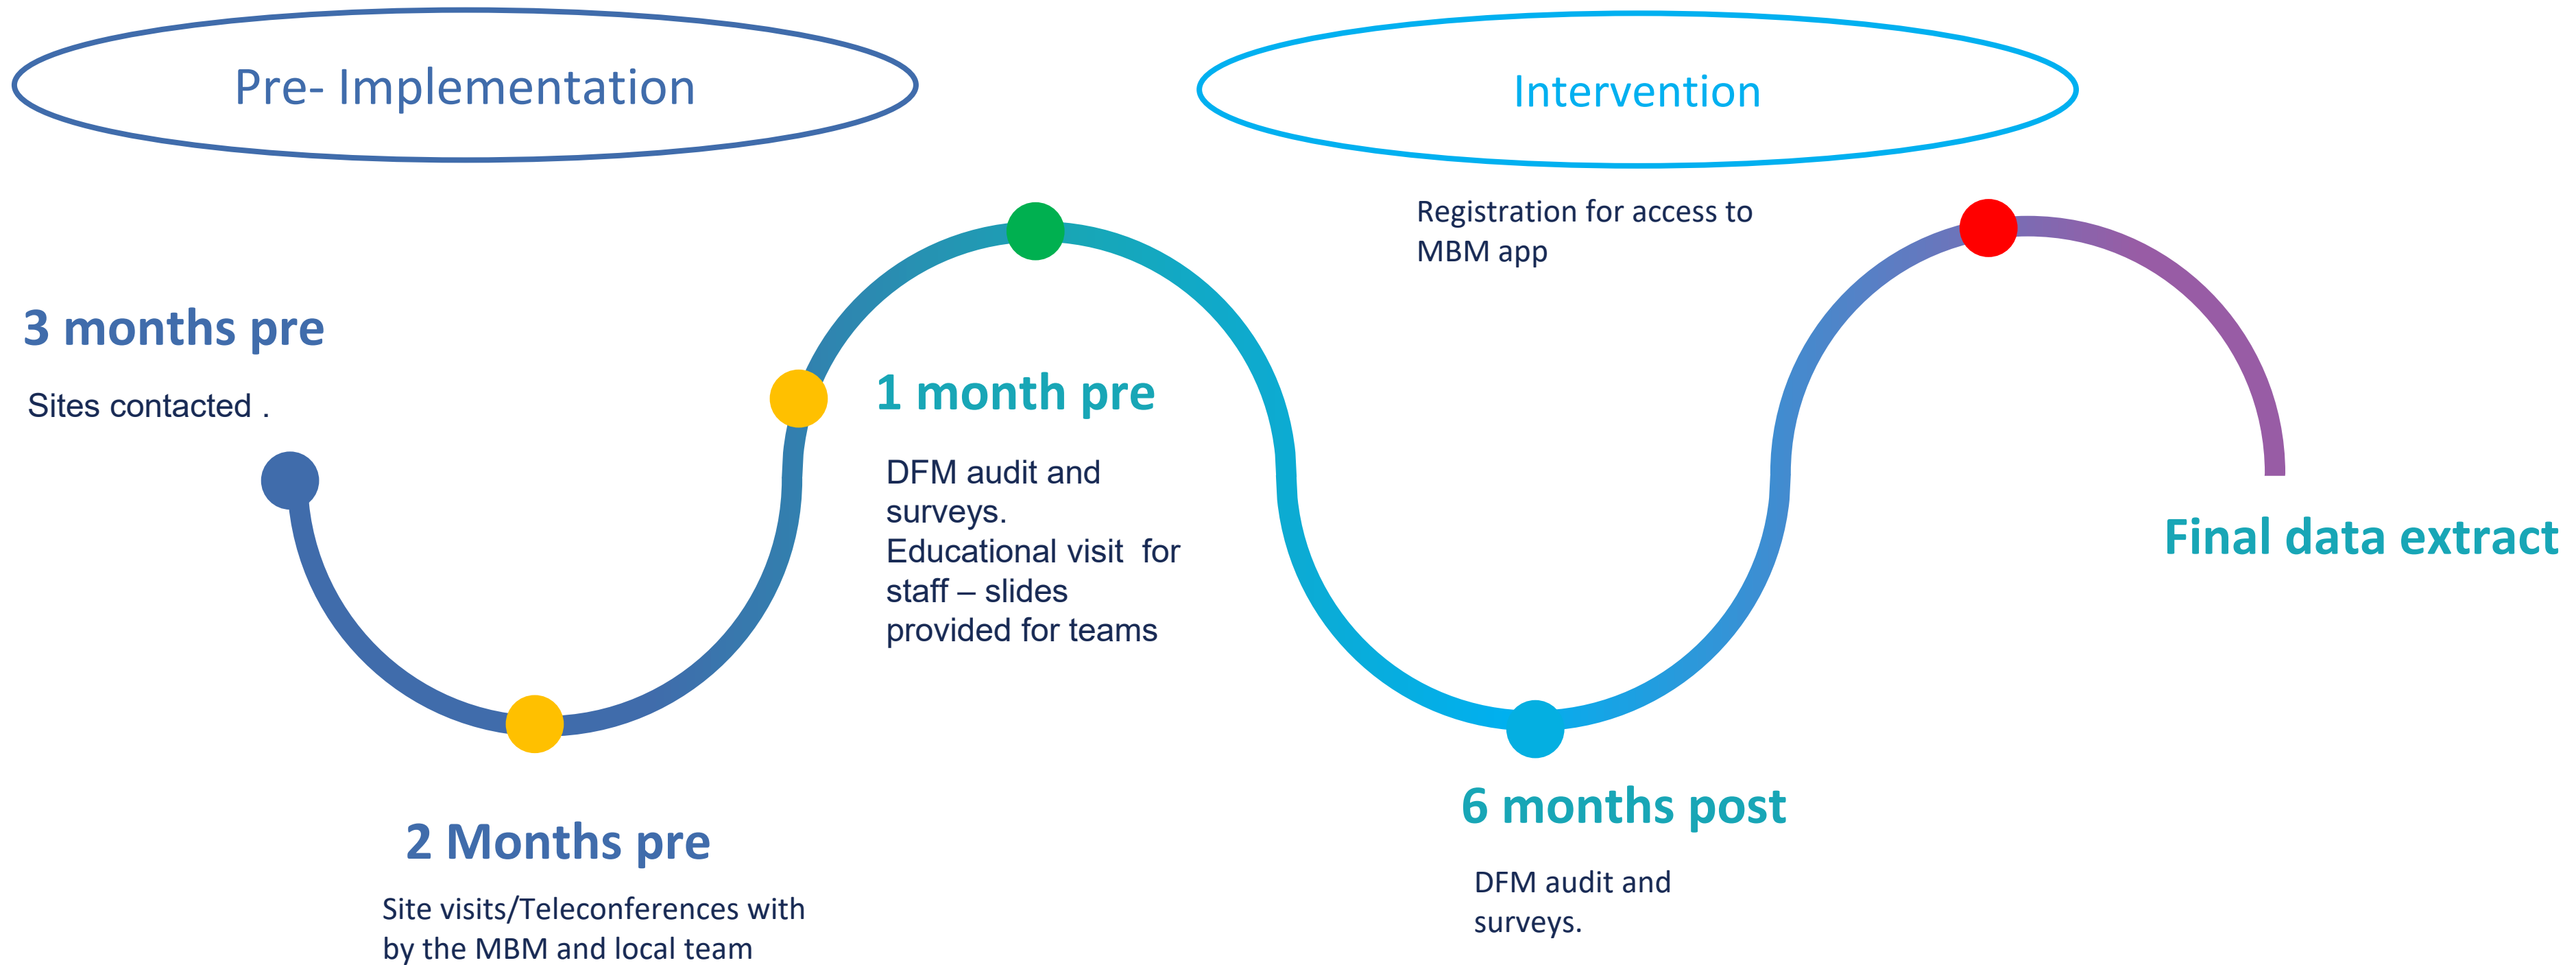 Pre- Implementation
Intervention
Registration for access to
MBM app
3 months pre
Sites contacted .
1 month pre
DFM audit and
surveys.
Educational visit  for
staff – slides
provided for teams
Final data extract
2 Months pre
Site visits/Teleconferences with
by the MBM and local team
6 months post
DFM audit and
surveys.